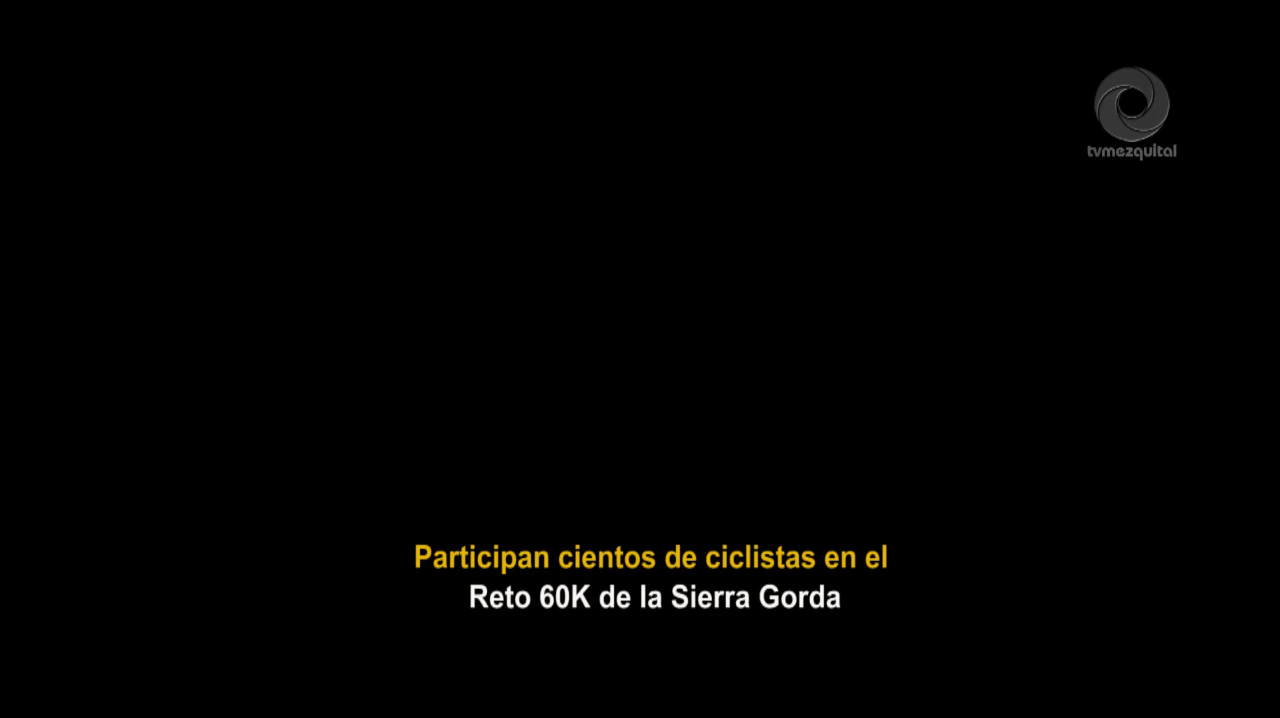 tvmezquital
Participan cientos de ciclistas en el
Reto 60K de la Sierra Gorda